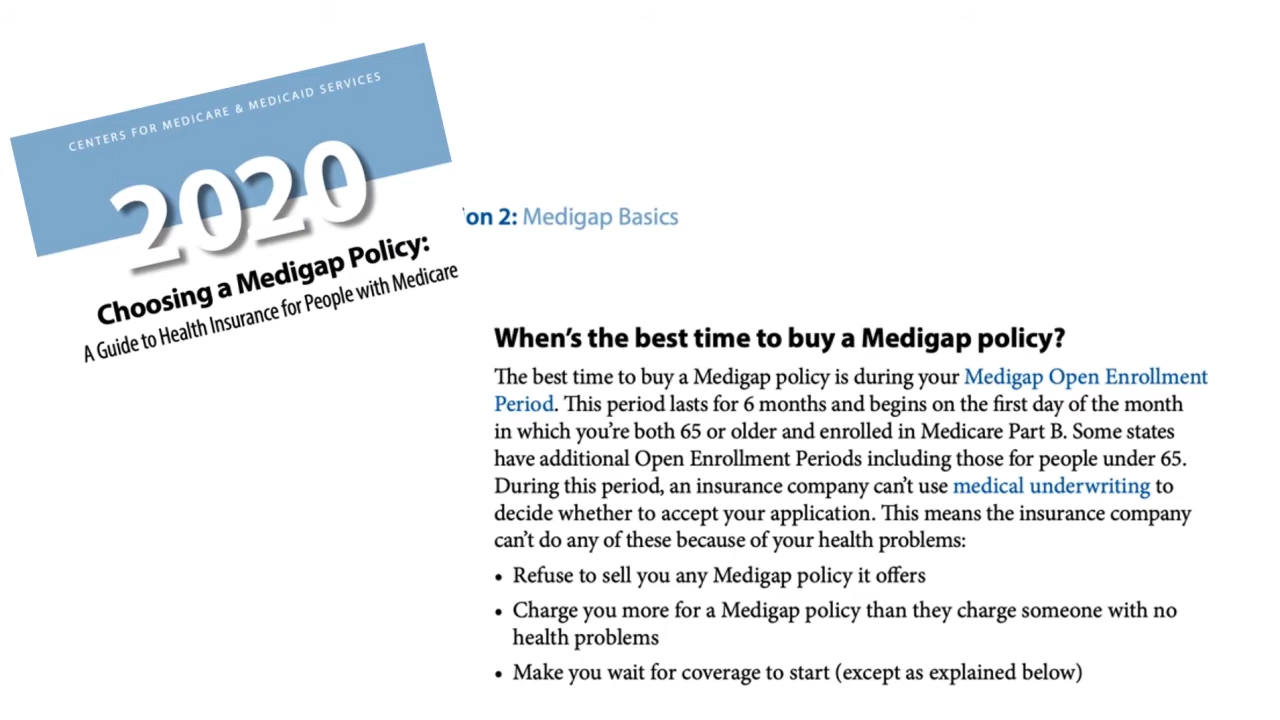 CENTERS FOR MEDICARE & MEDICAID SERVICES
2020
Choosing a Medigap Policy:
A Guide to Health Insurance for People with Medicare
ion 2: Medigap Basics
When’s the best time to buy a Medigap policy?
The best time to buy a Medigap policy is during your Medigap Open Enrollment
Period. This period lasts for 6 months and begins on the first day of the month
in which you’re both 65 or older and enrolled in Medicare Part B. Some states
have additional Open Enrollment Periods including those for people under 65.
During this period, an insurance company can’t use medical underwriting to
decide whether to accept your application. This means the insurance company
can’t do any of these because of your health problems:
• Refuse to sell you any Medigap policy it offers
• Charge you more for a Medigap policy than they charge someone with no
health problems
• Make you wait for coverage to start (except as explained below)